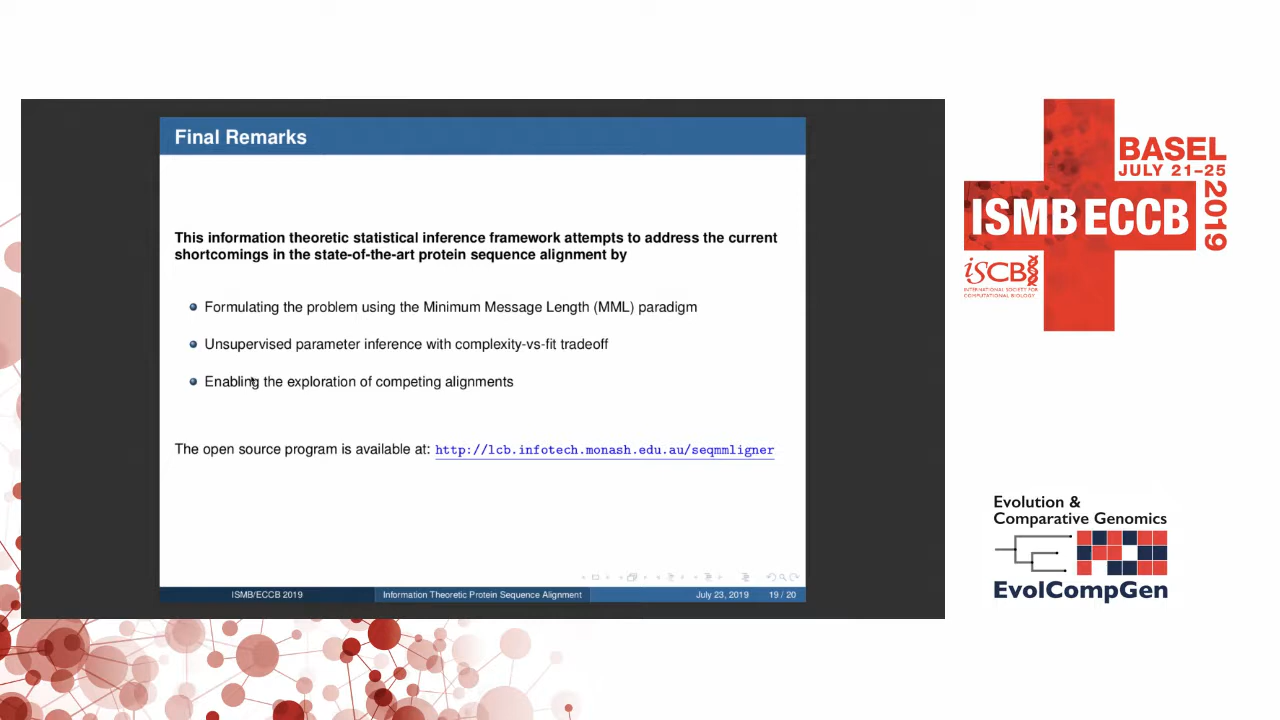 Final Remarks
This information theoretic statistical inference framework attempts to address the current
shortcomings in the state-of-the-art protein sequence alignment by
Formulating the problem using the Minimum Message Length (MML) paradigm
Unsupervised parameter inference with complexity-vs-fit tradeoff
Enabling the exploration of competing alignments
The open source program is available at: http://lcb.infotech.monash.edu.au/seqmmligner
ISMB/ECCB 2019
Information Theoretic Protein Sequence Alignment
July 23, 2019
19 / 20
BASEL
JULY 21–25
2019
ISMB ECCB
iSCB
INTERNATIONAL SOCIETY FOR
COMPUTATIONAL BIOLOGY
Evolution &
Comparative Genomics
EvolCompGen